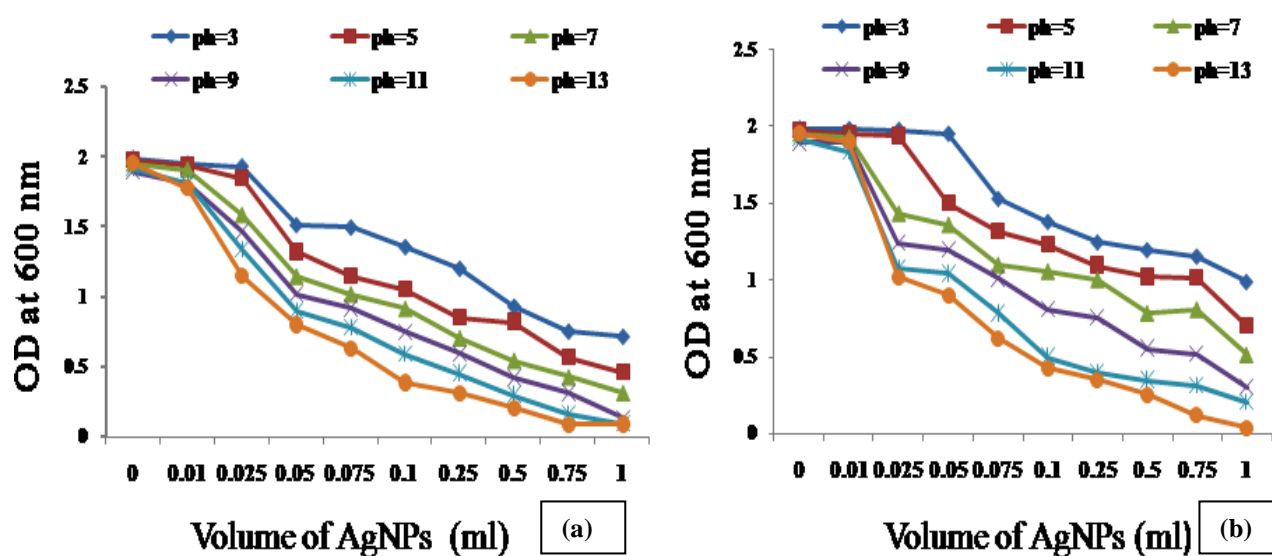 ph=3 ph=5 ph=7
ph=9 ph=11 ph=13
2.5
2
1.5
1
0.5
0
OD at 600 nm
0 0.01 0.025 0.05 0.075 0.1 0.25 0.5 0.75 1
Volume of AgNPs (ml)
(a)
ph=3 ph=5 ph=7
ph=9 ph=11 ph=13
2.5
2
1.5
1
0.5
0
OD at 600 nm
0 0.01 0.025 0.05 0.075 0.1 0.25 0.5 0.75 1
Volume of AgNPs (ml)
(b)